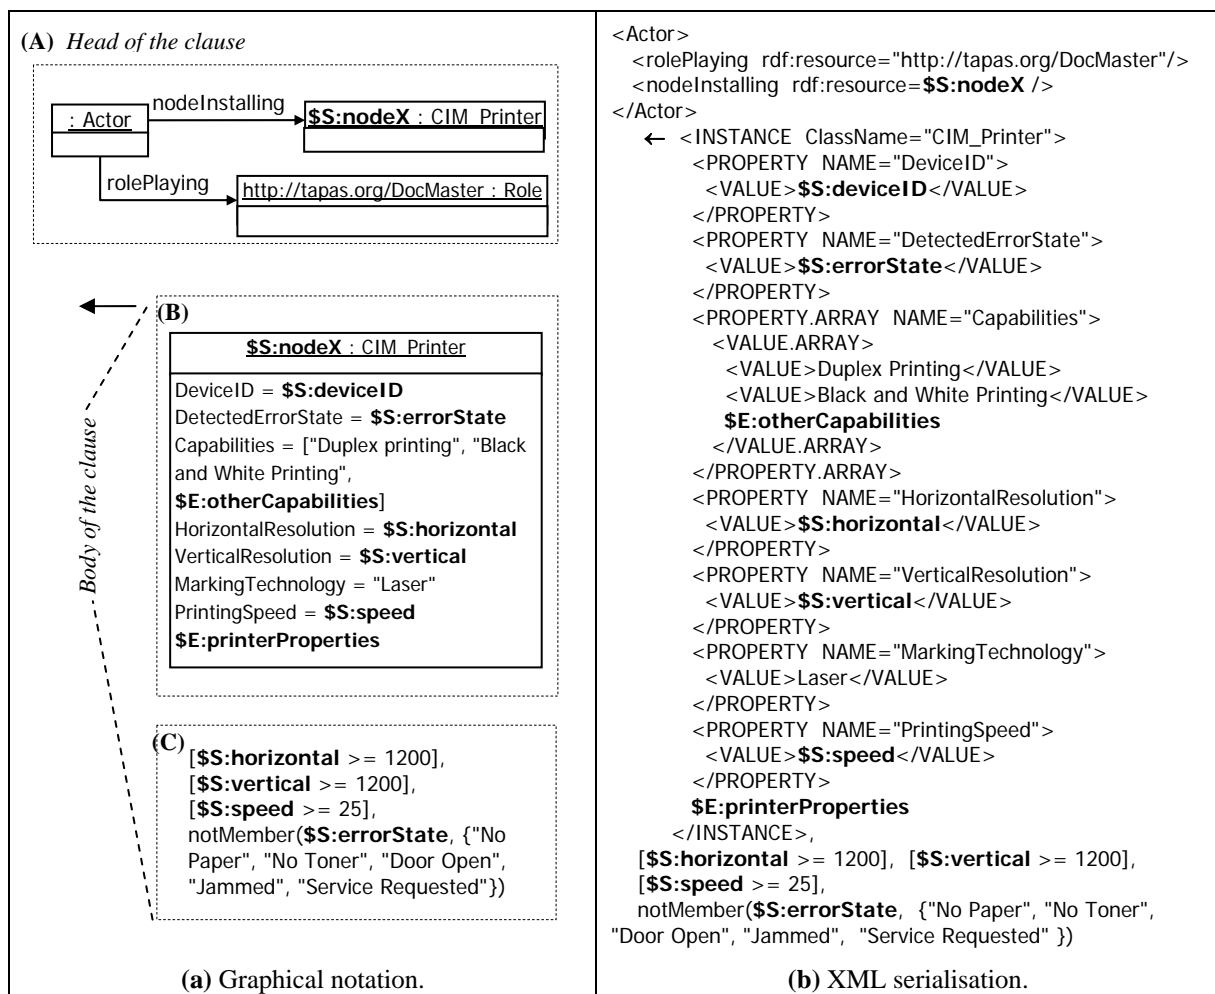 (A) Head of the clause
: Actor
nodeInstalling
$S:nodeX : CIM_Printer
rolePlaying
http://tapas.org/DocMaster : Role
Body of the clause
(B)
$S:nodeX : CIM_Printer
DeviceID = $S:deviceID
DetectedErrorState = $S:errorState
Capabilities = ["Duplex printing", "Black
and White Printing",
$E:otherCapabilities]
HorizontalResolution = $S:horizontal
VerticalResolution = $S:vertical
MarkingTechnology = "Laser"
PrintingSpeed = $S:speed
$E:printerProperties
(C)
[$S:horizontal >= 1200],
[$S:vertical >= 1200],
[$S:speed >= 25],
notMember($S:errorState, {"No
Paper", "No Toner", "Door Open",
"Jammed", "Service Requested"})
(a) Graphical notation.
<Actor>
<rolePlaying rdf:resource="http://tapas.org/DocMaster"/>
<nodeInstalling rdf:resource=$S:nodeX />
</Actor>
← <INSTANCE ClassName="CIM_Printer">
<PROPERTY NAME="DeviceID">
<VALUE>$S:deviceID</VALUE>
</PROPERTY>
<PROPERTY NAME="DetectedErrorState">
<VALUE>$S:errorState</VALUE>
</PROPERTY>
<PROPERTY.ARRAY NAME="Capabilities">
<VALUE.ARRAY>
<VALUE>Duplex Printing</VALUE>
<VALUE>Black and White Printing</VALUE>
$E:otherCapabilities
</VALUE.ARRAY>
</PROPERTY.ARRAY>
<PROPERTY NAME="HorizontalResolution">
<VALUE>$S:horizontal</VALUE>
</PROPERTY>
<PROPERTY NAME="VerticalResolution">
<VALUE>$S:vertical</VALUE>
</PROPERTY>
<PROPERTY NAME="MarkingTechnology">
<VALUE>Laser</VALUE>
</PROPERTY>
<PROPERTY NAME="PrintingSpeed">
<VALUE>$S:speed</VALUE>
</PROPERTY>
$E:printerProperties
</INSTANCE>,
[$S:horizontal >= 1200], [$S:vertical >= 1200],
[$S:speed >= 25],
notMember($S:errorState, {"No Paper", "No Toner",
"Door Open", "Jammed", "Service Requested" })
(b) XML serialisation.